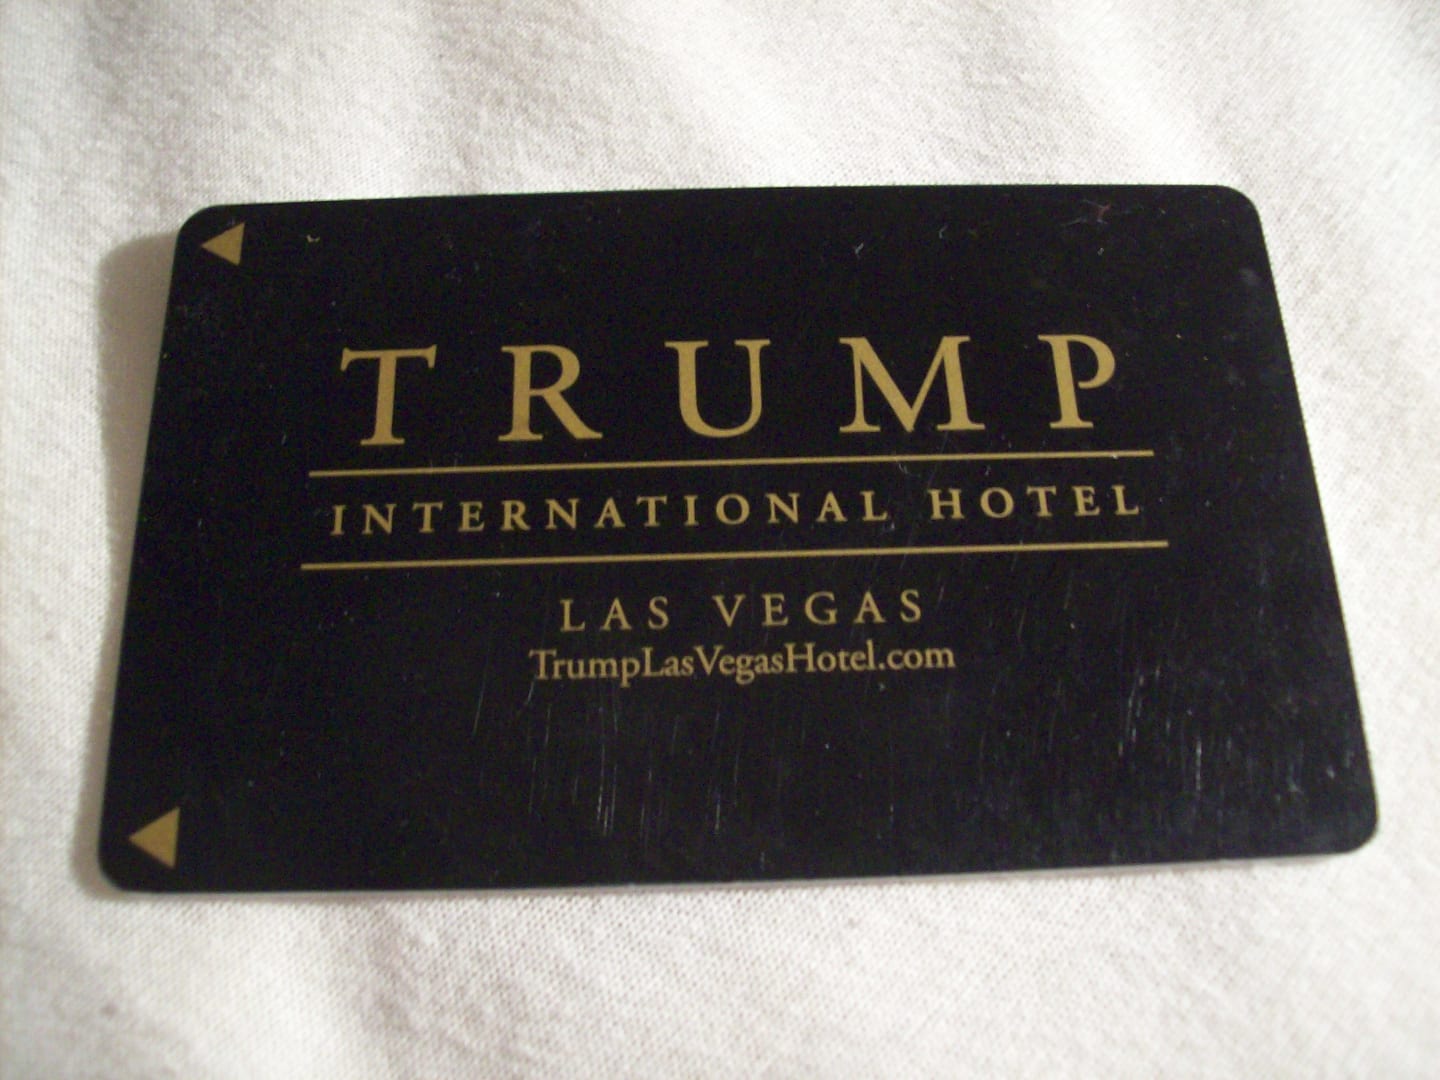 TRUMP
INTERNATIONAL HOTEL
LAS VEGAS
TrumpLasVegasHotel.com